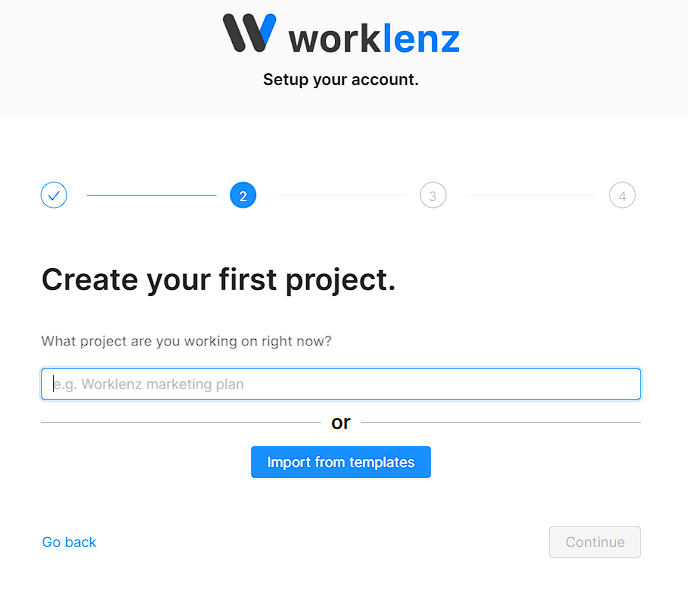 worklenz
Setup your account.
2
3
4
Create your first project.
What project are you working on right now?
e.g. Worklenz marketing plan
or
Import from templates
Go back
Continue